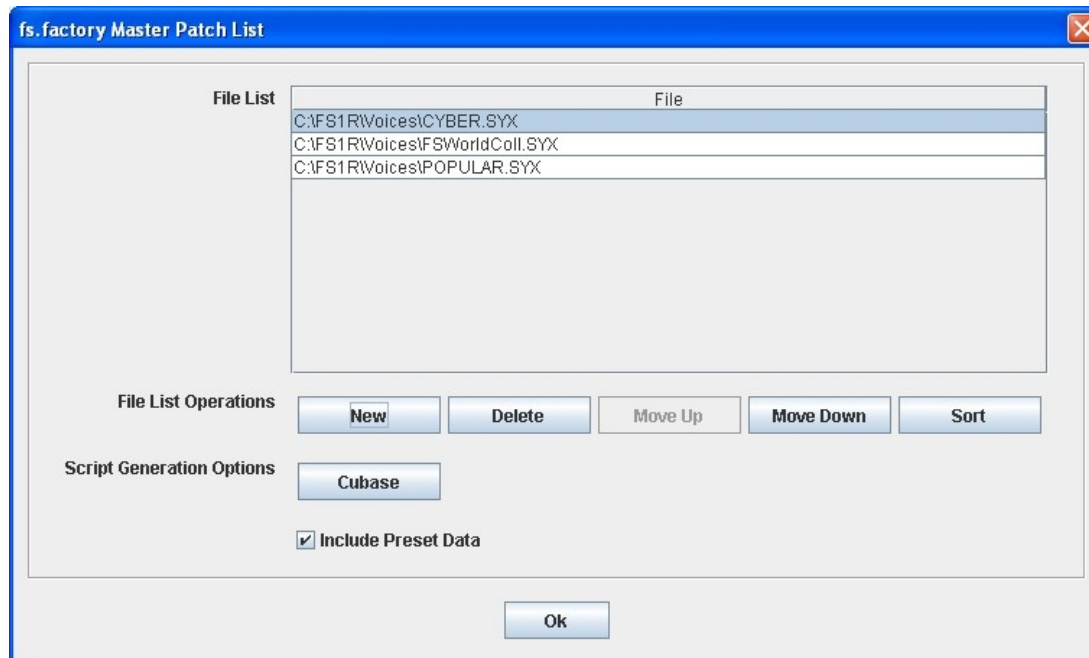 fs.factory Master Patch List
File List
File
C:\FS1R\Voices\CYBER.SYX
C:\FS1R\Voices\FSWorldColl.SYX
C:\FS1R\Voices\POPULAR.SYX
File List Operations
New Delete Move Up Move Down Sort
Script Generation Options
Cubase
Include Preset Data
Ok